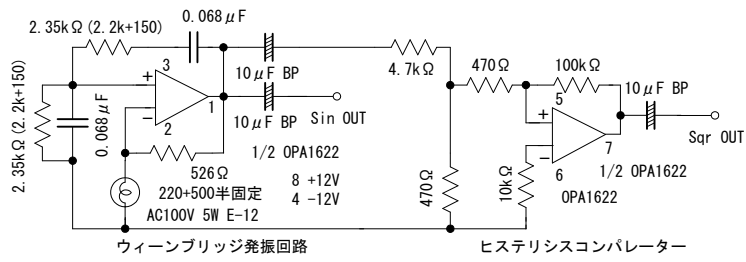 2.35kΩ (2.2k+150)
0.068μF
3
+
−
2
1
10μF BP
10μF BP
Sin OUT
2.35kΩ (2.2k+150)
0.068μF
526Ω
220+500半固定
AC100V 5W E-12
1/2 OPA1622
8 +12V
4 -12V
ウィーンブリッジ発振回路
4.7kΩ
470Ω
470Ω
100kΩ
5
+
−
6
7
10kΩ
10μF BP
Sqr OUT
1/2 OPA1622
OPA1622
ヒステリシスコンパレーター